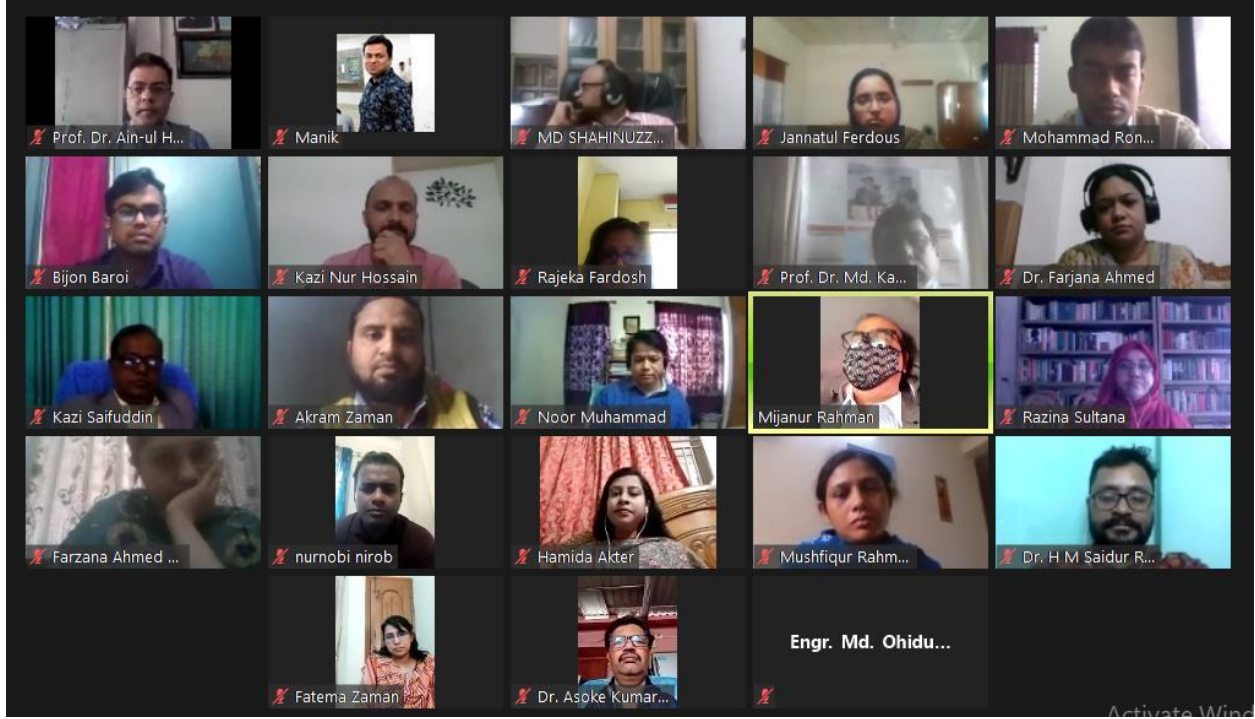 Prof. Dr. Ain-ul H...
Manik
MD SHAHINUZZ...
Jannatul Ferdous
Mohammad Ron...
Bijon Baroi
Kazi Nur Hossain
Rajeka Fardosh
Prof. Dr. Md. Ka...
Dr. Farjana Ahmed
Kazi Saifuddin
Akram Zaman
Noor Muhammad
Mijanur Rahman
Razina Sultana
Farzana Ahmed ...
nurnobi nirob
Hamida Akter
Mushfiqur Rahm...
Dr. H M Saidur R...
Engr. Md. Ohidu...
Fatema Zaman
Dr. Asoke Kumar...
Activate Wind